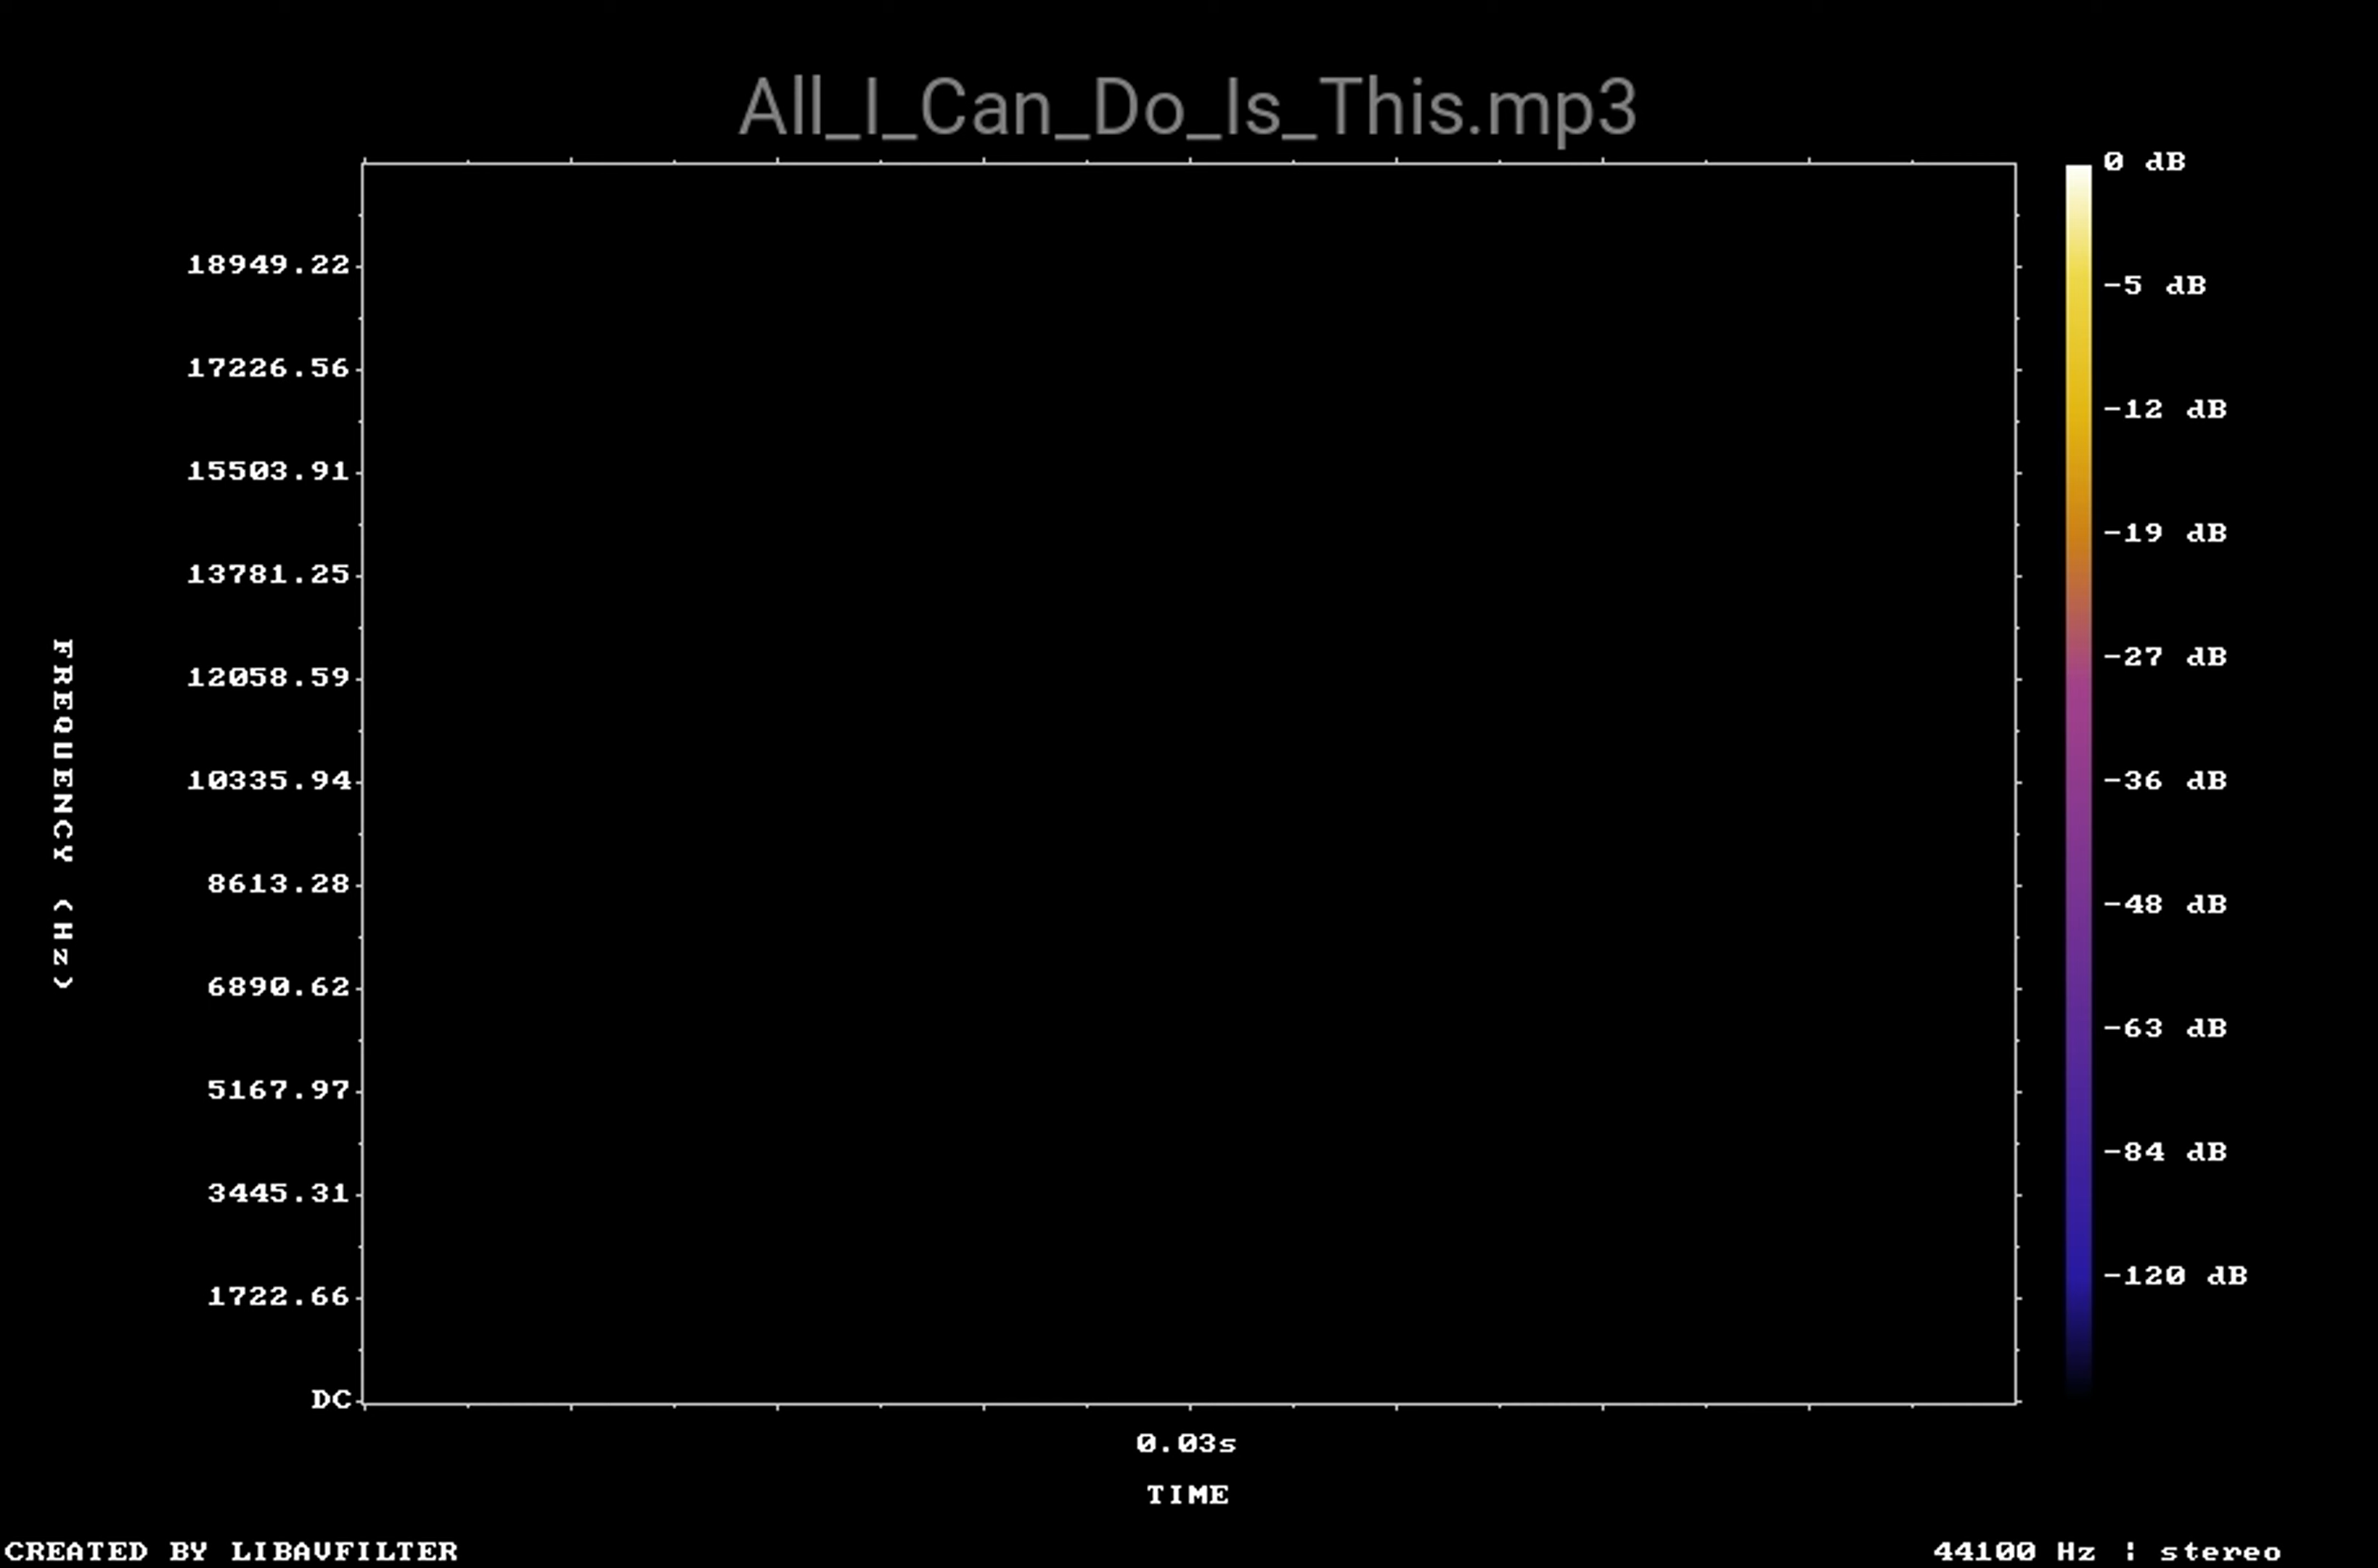 All_I_Can_Do_Is_This.mp3
0 dB
18949.22
-5 dB
17226.56
-12 dB
15503.91
-19 dB
13781.25
-27 dB
12058.59
10335.94
-36 dB
8613.28
-48 dB
6890.62
-63 dB
5167.97
-84 dB
3445.31
-120 dB
1722.66
DC
FREQUENCY (Hz)
0.03s
TIME
CREATED BY LIBAVFILTER
44100 Hz | stereo